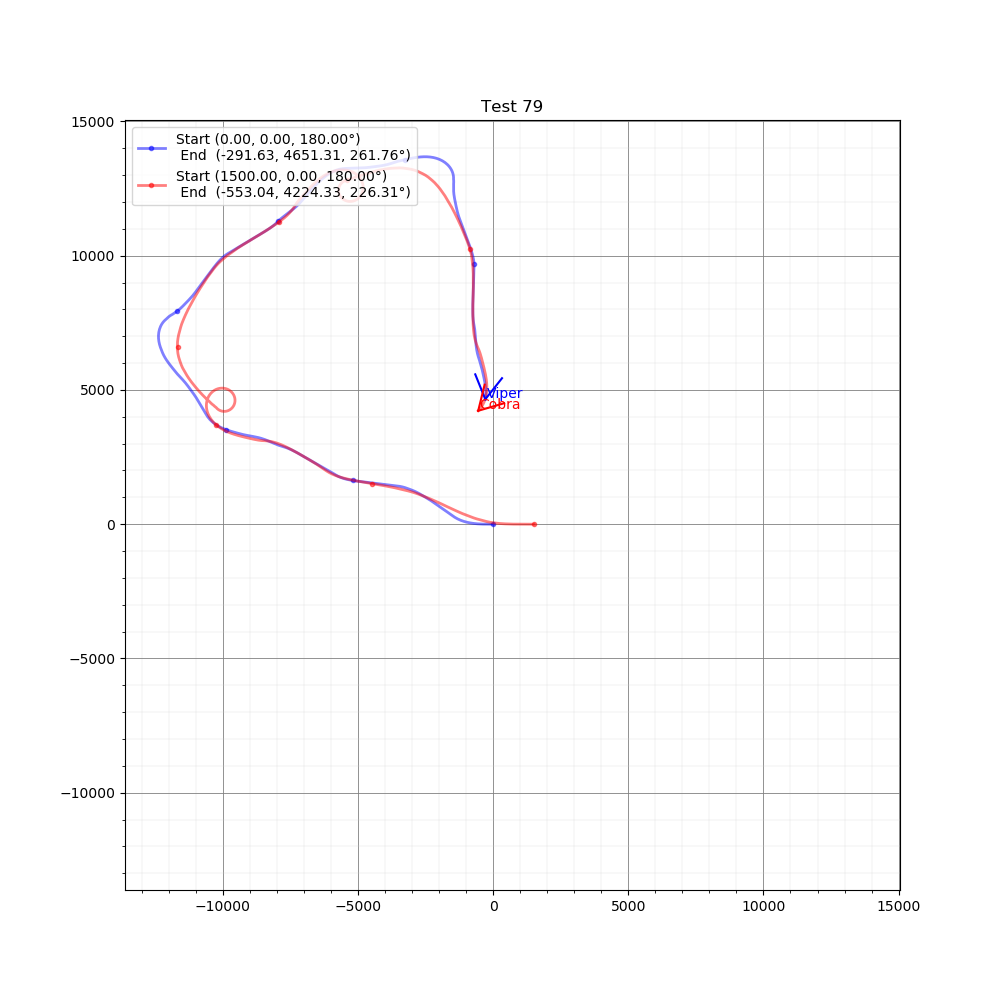 Test 79
Start (0.00, 0.00, 180.00°)
End (-291.63, 4651.31, 261.76°)
Start (1500.00, 0.00, 180.00°)
End (-553.04, 4224.33, 226.31°)
15000
10000
5000
0
−5000
−10000
Viper
Cobra
−10000 −5000 0 5000 10000 15000